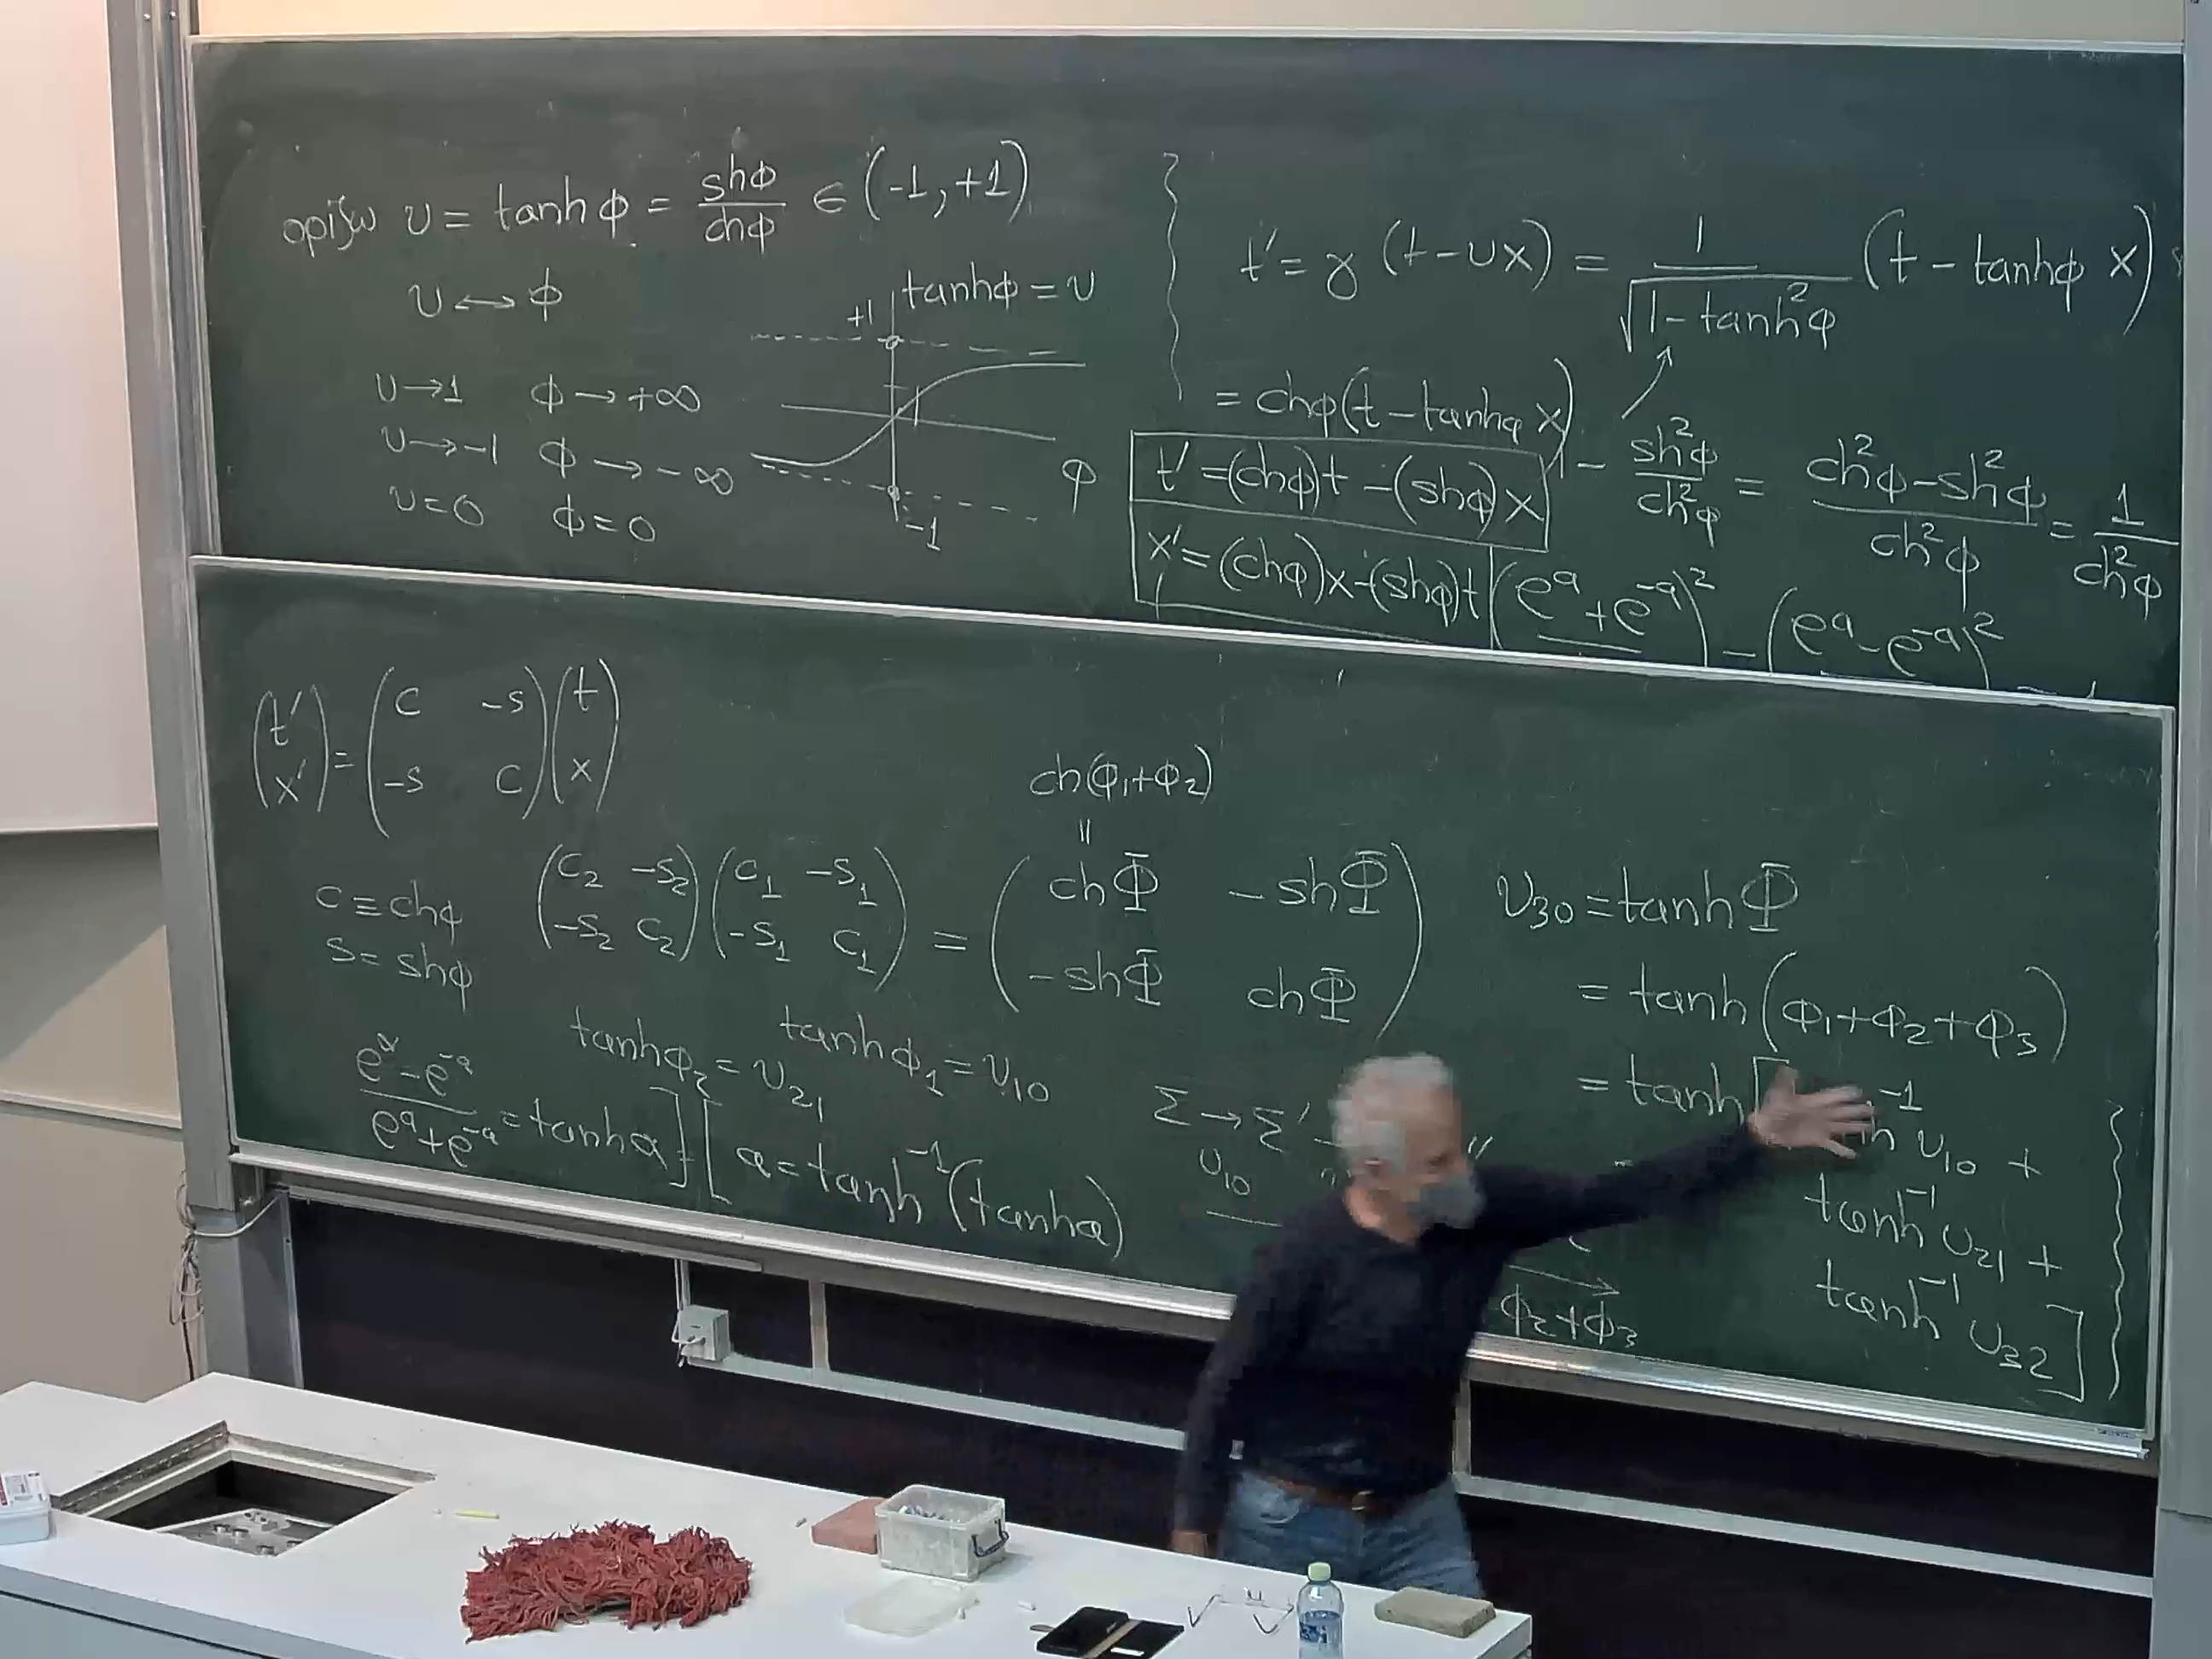 ορίζω υ = tanhφ = shφ/chφ ∈ (-1, +1)
υ ↔ φ
υ → 1 φ → +∞
υ → -1 φ → -∞
υ = 0 φ = 0
tanhφ = υ
+1
-1
φ
t' = γ (t - υx) = 1/√(1 - tanh²φ) (t - tanhφ x)
= chφ(t - tanhφ x)
t' = (chφ)t - (shφ)x
x' = (chφ)x - (shφ)t
1 - sh²φ/ch²φ = (ch²φ - sh²φ)/ch²φ = 1/ch²φ
(e^a + e^-a)² - (e^a - e^-a)²
(t' x') = (c -s -s c)(t x)
c ≡ chφ
s = shφ
ch(φ₁+φ₂)
=
(c₂ -s₂ -s₂ c₂)(c₁ -s₁ -s₁ c₁) = (chΦ̄ -shΦ̄ -shΦ̄ chΦ̄)
tanhφ₂ = υ₂₁
tanhφ₁ = υ₁₀
(e^a - e^-a)/(e^a + e^-a) = tanha]
[a = tanh⁻¹(tanha)
Σ → Σ'
υ₁₀
φ₂+φ₃
υ₃₀ = tanhΦ̄
= tanh(φ₁+φ₂+φ₃)
= tanh[ ⁻¹ υ₁₀ +
tanh⁻¹ υ₂₁ +
tanh⁻¹ υ₃₂]